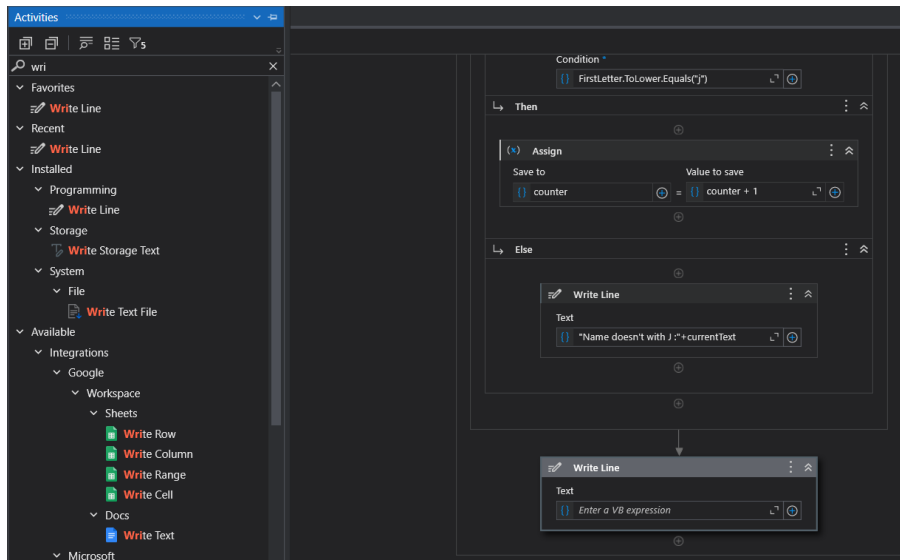 Activities
5
wri
Favorites
Write Line
Recent
Write Line
Installed
Programming
Write Line
Storage
Write Storage Text
System
File
Write Text File
Available
Integrations
Google
Workspace
Sheets
Write Row
Write Column
Write Range
Write Cell
Docs
Write Text
Microsoft
Condition *
{} FirstLetter.ToLower.Equals("j")
Then
(x) Assign
Save to Value to save
{} counter = {} counter + 1
Else
Write Line
Text
{} "Name doesn't with J :"+currentText
Write Line
Text
{} Enter a VB expression